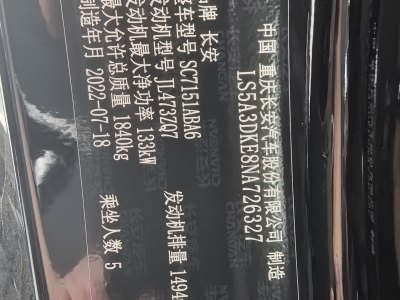 中國 重庆长安汽车股份有限公司 制造
LS5A3DKE8NA726327
品牌 长安
车型号 SC7151ABA6
发动机型号 JL473ZQ7 发动机排量 1494
发动机最大净功率 133kW
最大允许总质量 1840kg 乘坐人数 5
制造年月 2022-07-18